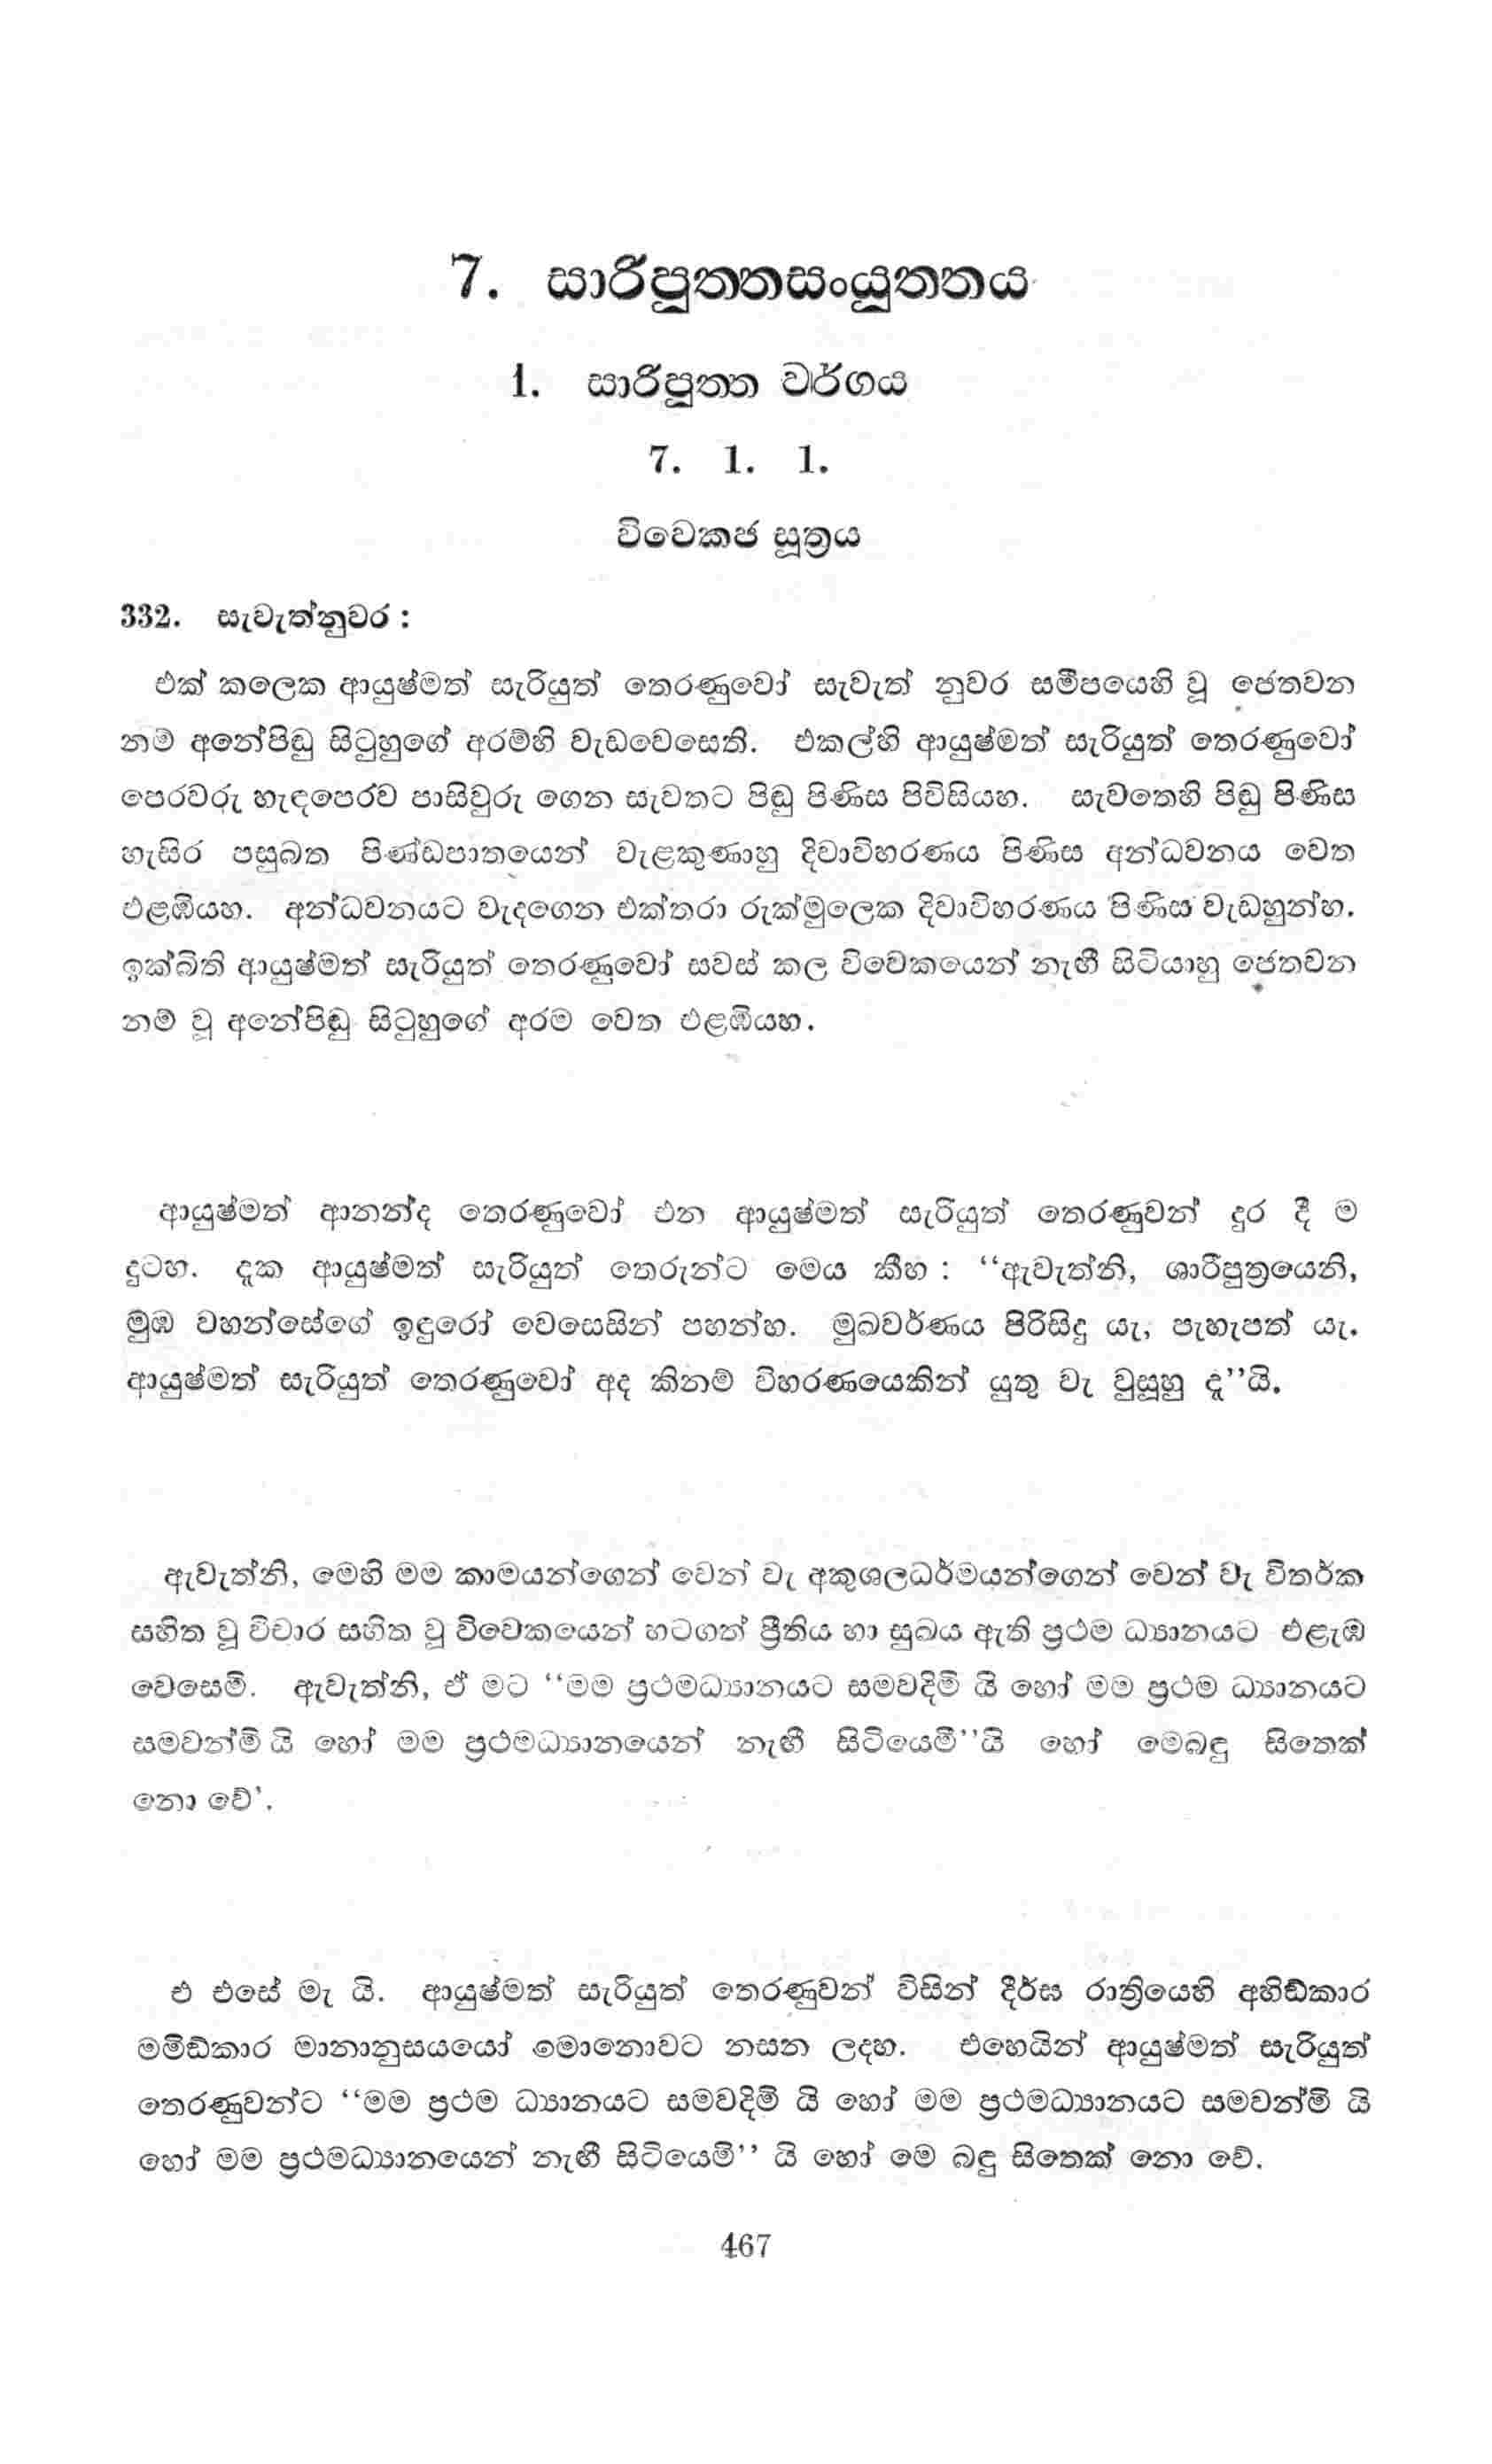 7. සාරිපුත්තසංයුත්තය
1. සාරිපුත්ත වර්ගය
7. 1. 1.
විවෙකජ සූත්‍රය
332. සැවැත්නුවර :
එක් කලෙක ආයුෂ්මත් සැරියුත් තෙරණුවෝ සැවැත් නුවර සමීපයෙහි වූ ජෙතවන
නම් අනේපිඬු සිටුහුගේ අරම්හි වැඩවෙසෙති. එකල්හි ආයුෂ්මත් සැරියුත් තෙරණුවෝ
පෙරවරු හැඳපෙරව පාසිවුරු ගෙන සැවතට පිඬු පිණිස පිවිසියහ. සැවතෙහි පිඬු පිණිස
හැසිර පසුබත පිණ්ඩපාතයෙන් වැළකුණාහු දිවාවිහරණය පිණිස අන්ධවනය වෙත
එළඹියහ. අන්ධවනයට වැදගෙන එක්තරා රුක්මුලෙක දිවාවිහරණය පිණිස වැඩහුන්හ.
ඉක්බිති ආයුෂ්මත් සැරියුත් තෙරණුවෝ සවස් කල විවෙකයෙන් නැඟී සිටියාහු ජෙතවන
නම් වූ අනේපිඬු සිටුහුගේ අරම වෙත එළඹියහ.
ආයුෂ්මත් ආනන්ද තෙරණුවෝ එන ආයුෂ්මත් සැරියුත් තෙරණුවන් දුර දී ම
දුටහ. දැක ආයුෂ්මත් සැරියුත් තෙරුන්ට මෙය කීහ : “ඇවැත්නි, ශාරීපුත්‍රයෙනි,
මුඹ වහන්සේගේ ඉඳුරෝ වෙසෙසින් පහන්හ. මුඛවර්ණය පිරිසිදු යැ, පැහැපත් යැ.
ආයුෂ්මත් සැරියුත් තෙරණුවෝ අද කිනම් විහරණයෙකින් යුතු වැ වුසූහු ද”යි.
ඇවැත්නි, මෙහි මම කාමයන්ගෙන් වෙන් වැ අකුශලධර්මයන්ගෙන් වෙන් වැ විතර්ක
සහිත වූ විචාර සහිත වූ විවෙකයෙන් හටගත් ප්‍රීතිය හා සුඛය ඇති ප්‍රථම ධ්‍යානයට එළැඹ
වෙසෙමි. ඇවැත්නි, ඒ මට “මම ප්‍රථමධ්‍යානයට සමවදිමි යි හෝ මම ප්‍රථම ධ්‍යානයට
සමවන්මි යි හෝ මම ප්‍රථමධ්‍යානයෙන් නැඟී සිටියෙමී”යි හෝ මෙබඳු සිතෙක්
නො වේ’.
එ එසේ මැ යි. ආයුෂ්මත් සැරියුත් තෙරණුවන් විසින් දීර්ඝ රාත්‍රියෙහි අහිඞ්කාර
මමිඞ්කාර මානානුසයයෝ මොනොවට නසන ලදහ. එහෙයින් ආයුෂ්මත් සැරියුත්
තෙරණුවන්ට “මම ප්‍රථම ධ්‍යානයට සමවදිමි යි හෝ මම ප්‍රථමධ්‍යානයට සමවන්මි යි
හෝ මම ප්‍රථමධ්‍යානයෙන් නැඟී සිටියෙමි” යි හෝ මෙ බඳු සිතෙක් නො වේ.
467